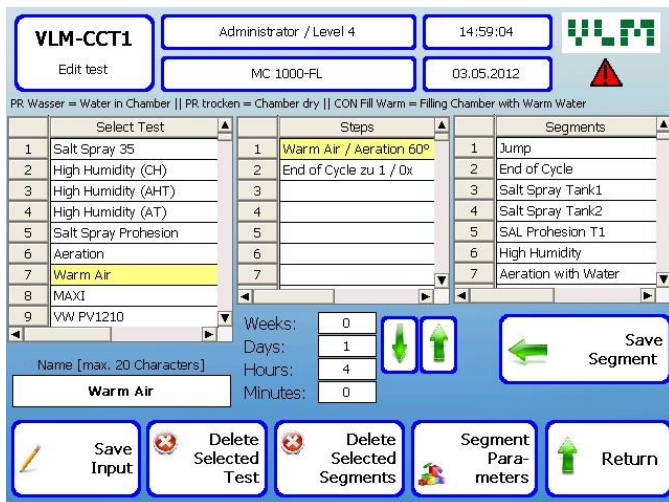 VLM-CCT1
Edit test
Administrator / Level 4
14:59:04
VLM
MC 1000-FL
03.05.2012
PR Wasser = Water in Chamber || PR trocken = Chamber dry || CON Fill Warm = Filling Chamber with Warm Water
Select Test
1 Salt Spray 35
2 High Humidity (CH)
3 High Humidity (AHT)
4 High Humidity (AT)
5 Salt Spray Prohesion
6 Aeration
7 Warm Air
8 MAXI
9 VW PV1210
Steps
1 Warm Air / Aeration 60°
2 End of Cycle zu 1 / 0x
3
4
5
6
7
Segments
1 Jump
2 End of Cycle
3 Salt Spray Tank1
4 Salt Spray Tank2
5 SAL Prohesion T1
6 High Humidity
7 Aeration with Water
Name [max. 20 Characters]
Warm Air
Weeks: 0
Days: 1
Hours: 4
Minutes: 0
Save
Segment
Save
Input
Delete
Selected
Test
Delete
Selected
Segments
Segment
Para-
meters
Return